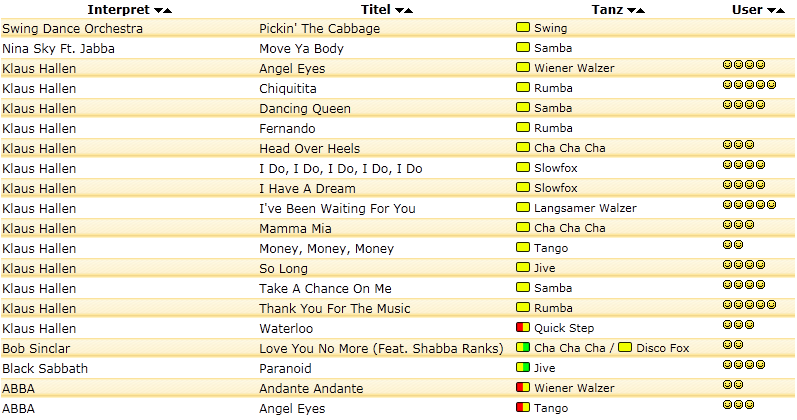 Interpret Titel Tanz User
Swing Dance Orchestra Pickin' The Cabbage Swing
Nina Sky Ft. Jabba Move Ya Body Samba
Klaus Hallen Angel Eyes Wiener Walzer
Klaus Hallen Chiquitita Rumba
Klaus Hallen Dancing Queen Samba
Klaus Hallen Fernando Rumba
Klaus Hallen Head Over Heels Cha Cha Cha
Klaus Hallen I Do, I Do, I Do, I Do, I Do Slowfox
Klaus Hallen I Have A Dream Slowfox
Klaus Hallen I've Been Waiting For You Langsamer Walzer
Klaus Hallen Mamma Mia Cha Cha Cha
Klaus Hallen Money, Money, Money Tango
Klaus Hallen So Long Jive
Klaus Hallen Take A Chance On Me Samba
Klaus Hallen Thank You For The Music Rumba
Klaus Hallen Waterloo Quick Step
Bob Sinclar Love You No More (Feat. Shabba Ranks) Cha Cha Cha / Disco Fox
Black Sabbath Paranoid Jive
ABBA Andante Andante Wiener Walzer
ABBA Angel Eyes Tango